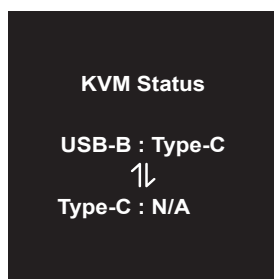 KVM Status
USB-B : Type-C
⥮
Type-C : N/A